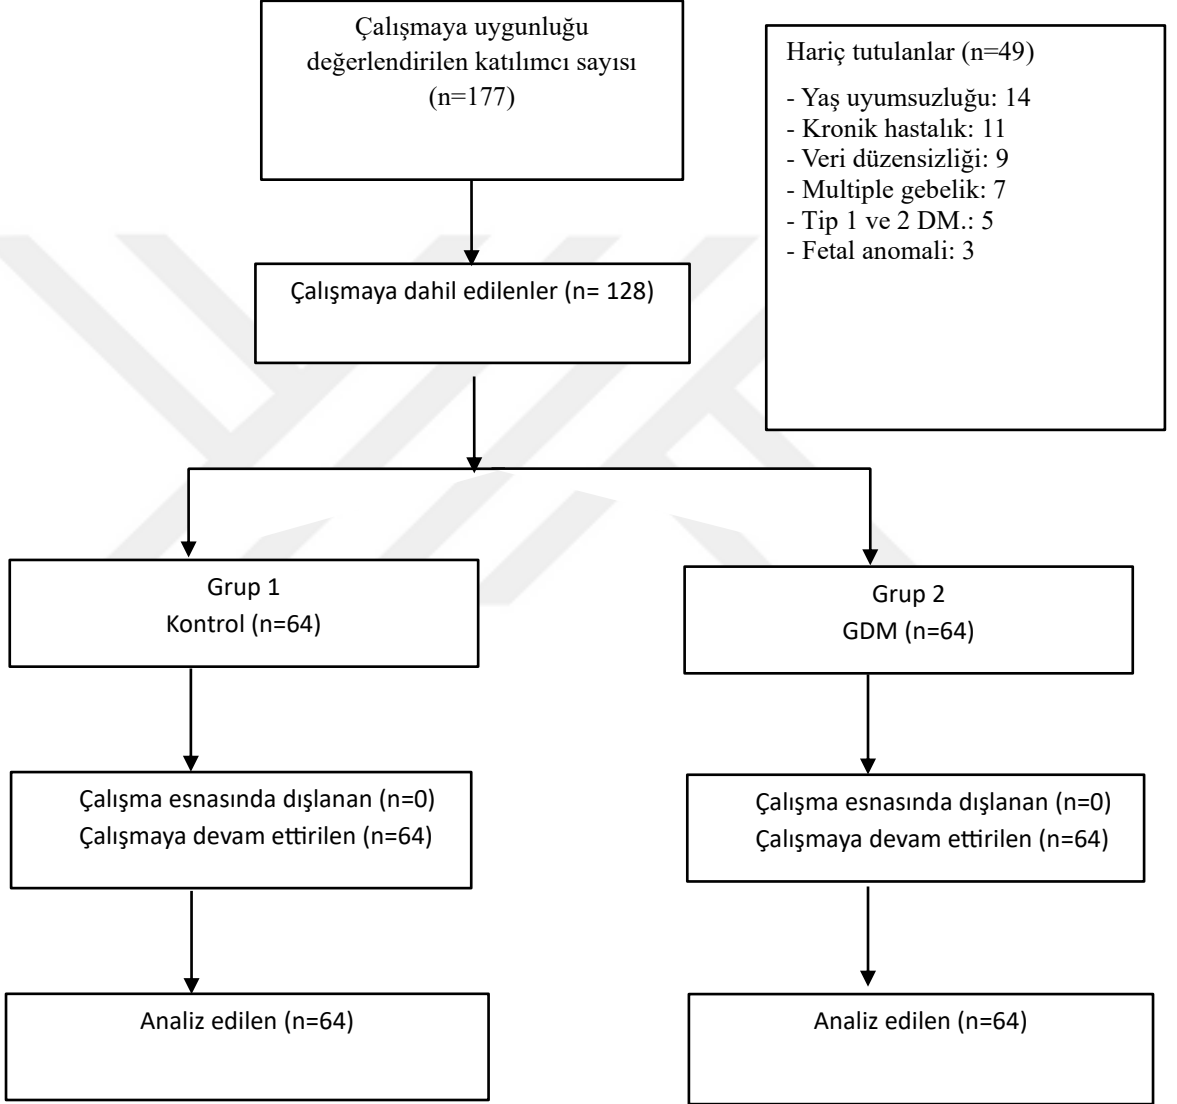 Çalışmaya uygunluğu
değerlendirilen katılımcı sayısı
(n=177)
Hariç tutulanlar (n=49)
- Yaş uyumsuzluğu: 14
- Kronik hastalık: 11
- Veri düzensizliği: 9
- Multiple gebelik: 7
- Tip 1 ve 2 DM.: 5
- Fetal anomali: 3
Çalışmaya dahil edilenler (n= 128)
Grup 1
Kontrol (n=64)
Grup 2
GDM (n=64)
Çalışma esnasında dışlanan (n=0)
Çalışmaya devam ettirilen (n=64)
Çalışma esnasında dışlanan (n=0)
Çalışmaya devam ettirilen (n=64)
Analiz edilen (n=64)
Analiz edilen (n=64)